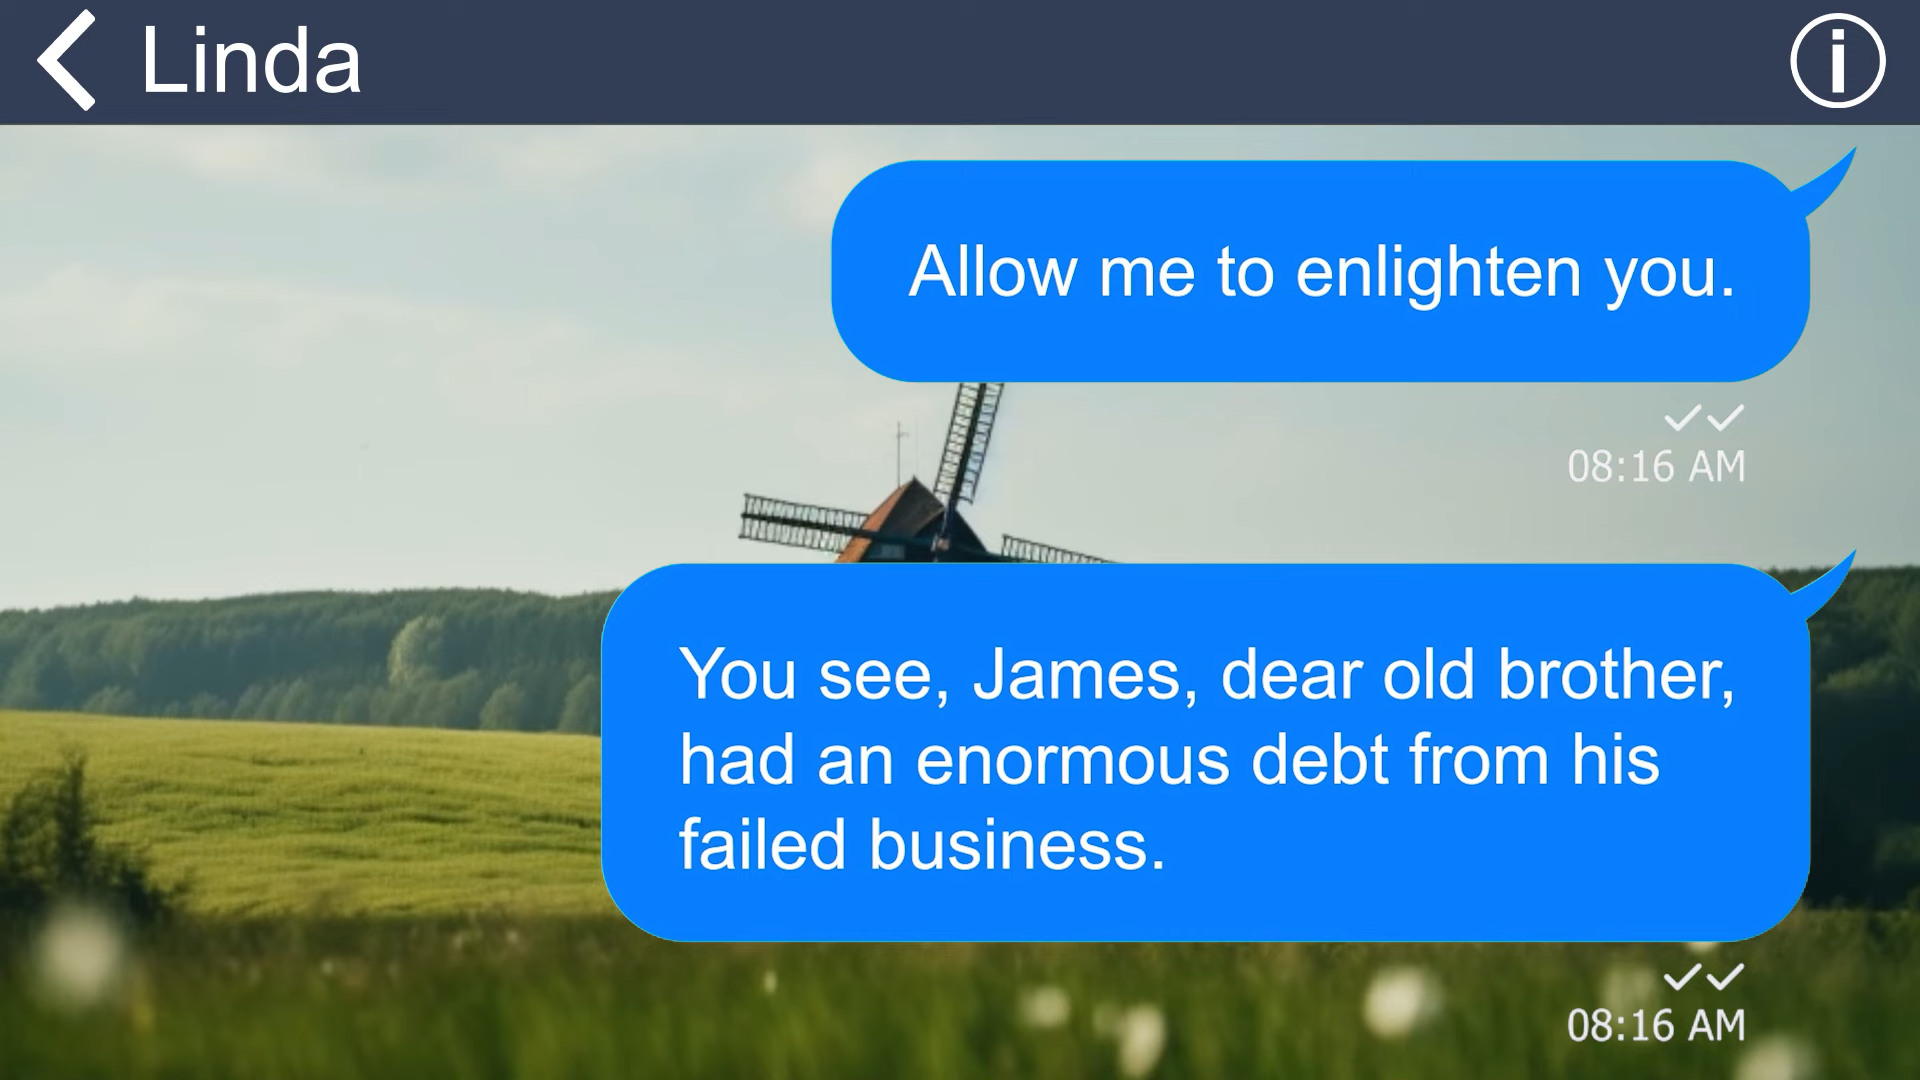 Linda
Allow me to enlighten you.
08:16 AM
You see, James, dear old brother,
had an enormous debt from his
failed business.
08:16 AM